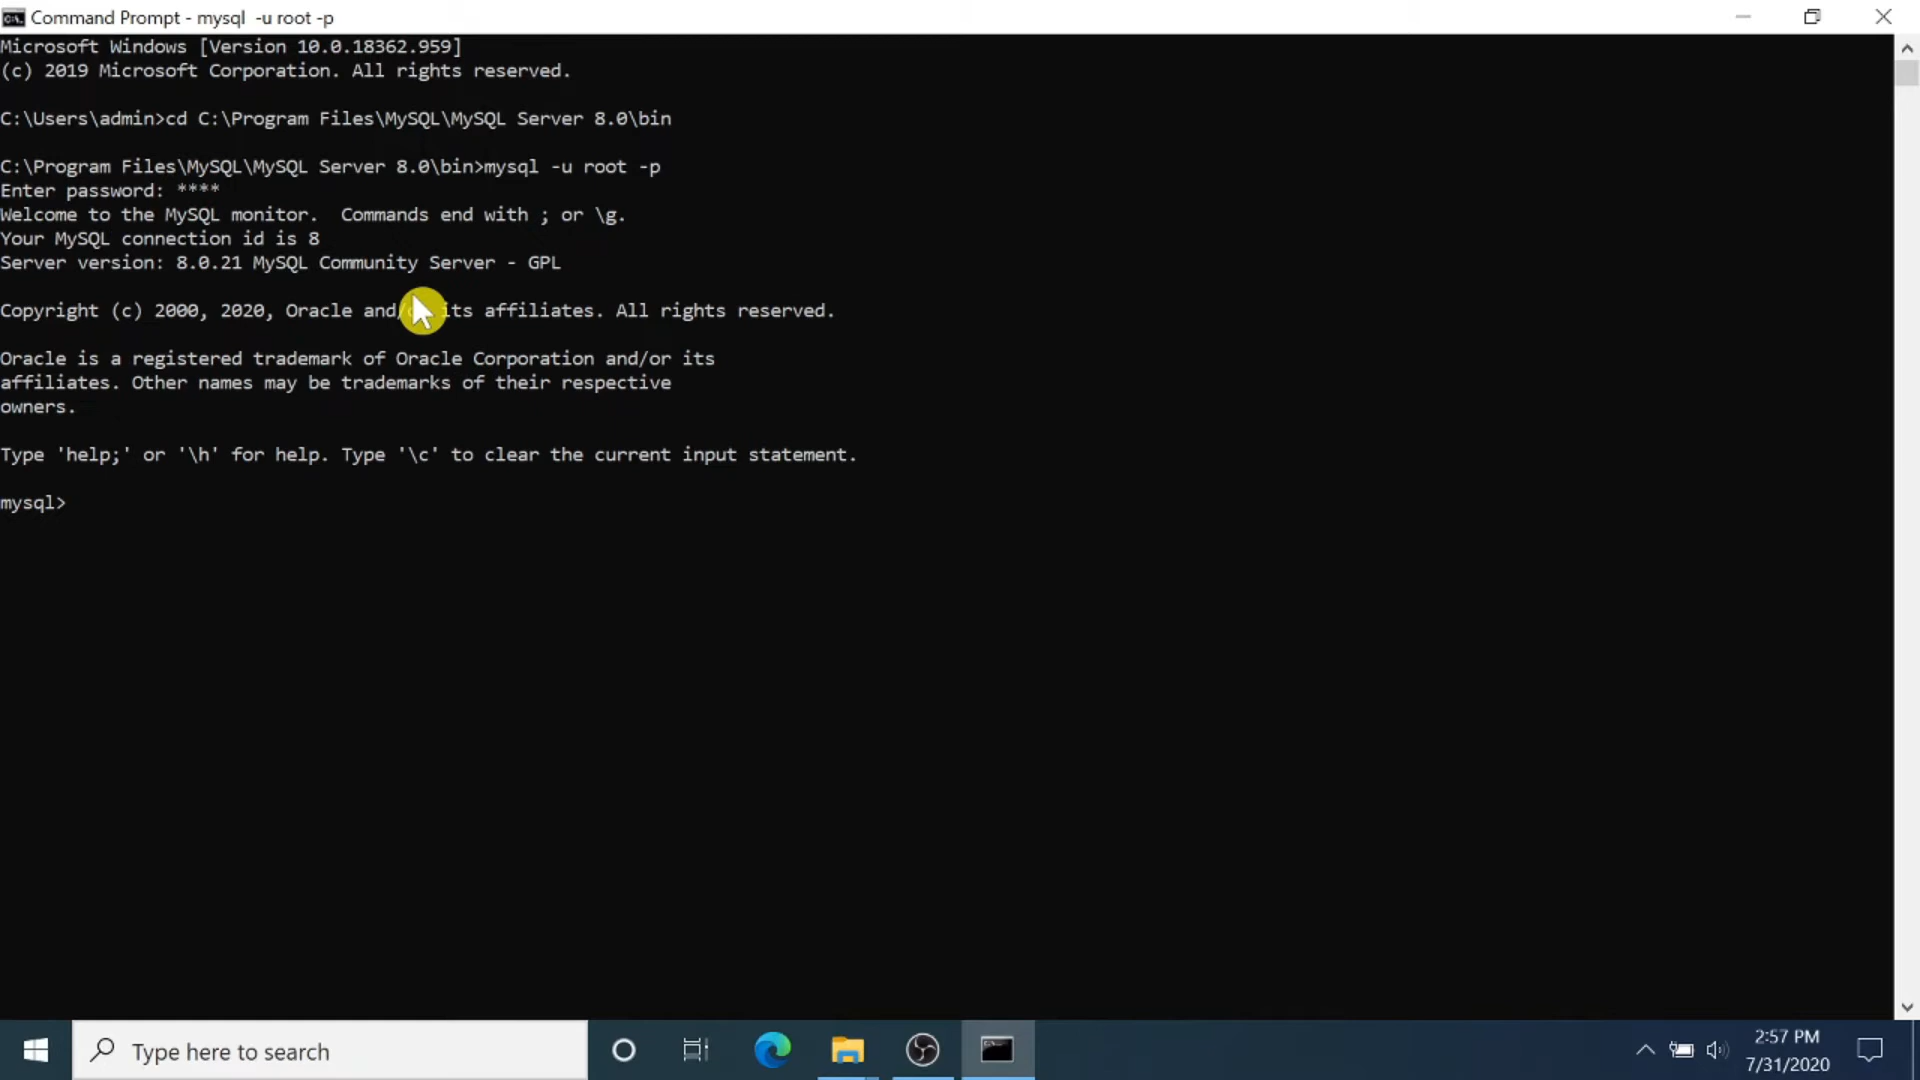 Command Prompt - mysql -u root -p
Microsoft Windows [Version 10.0.18362.959]
(c) 2019 Microsoft Corporation. All rights reserved.
C:\Users\admin>cd C:\Program Files\MySQL\MySQL Server 8.0\bin
C:\Program Files\MySQL\MySQL Server 8.0\bin>mysql -u root -p
Enter password: ****
Welcome to the MySQL monitor.  Commands end with ; or \g.
Your MySQL connection id is 8
Server version: 8.0.21 MySQL Community Server - GPL
Copyright (c) 2000, 2020, Oracle and/ its affiliates. All rights reserved.
Oracle is a registered trademark of Oracle Corporation and/or its
affiliates. Other names may be trademarks of their respective
owners.
Type 'help;' or '\h' for help. Type '\c' to clear the current input statement.
mysql>
Type here to search
2:57 PM
7/31/2020